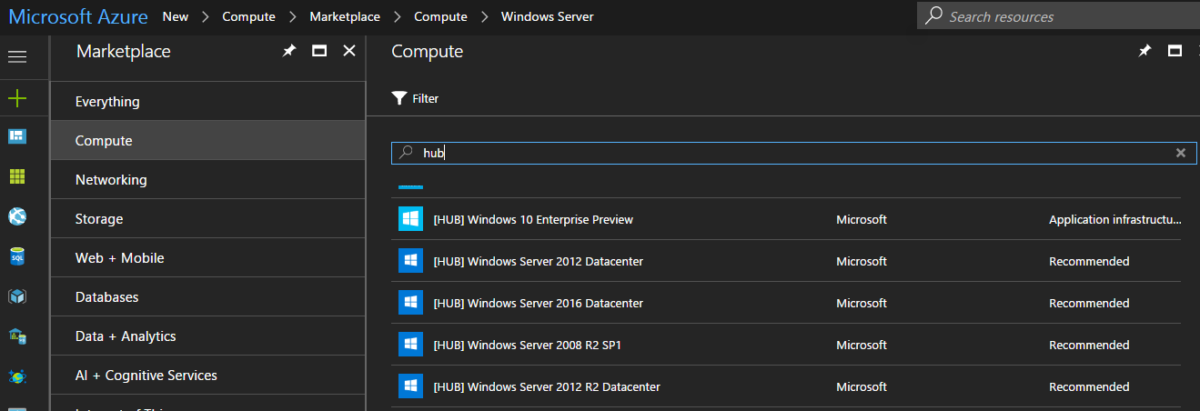 Microsoft Azure New > Compute > Marketplace > Compute > Windows Server
Search resources
Marketplace
Everything
Compute
Networking
Storage
Web + Mobile
Databases
Data + Analytics
AI + Cognitive Services
Compute
Filter
hub
[HUB] Windows 10 Enterprise Preview Microsoft Application infrastructu...
[HUB] Windows Server 2012 Datacenter Microsoft Recommended
[HUB] Windows Server 2016 Datacenter Microsoft Recommended
[HUB] Windows Server 2008 R2 SP1 Microsoft Recommended
[HUB] Windows Server 2012 R2 Datacenter Microsoft Recommended
SQL